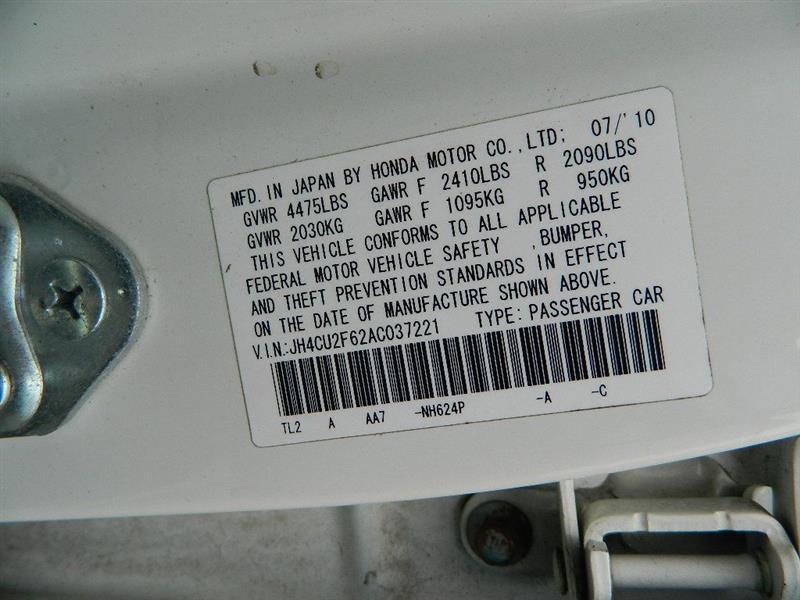 MFD. IN JAPAN BY HONDA MOTOR CO.,LTD; 07/'10
GVWR 4475LBS GAWR F 2410LBS R 2090LBS
GVWR 2030KG GAWR F 1095KG R 950KG
THIS VEHICLE CONFORMS TO ALL APPLICABLE
FEDERAL MOTOR VEHICLE SAFETY ,BUMPER,
AND THEFT PREVENTION STANDARDS IN EFFECT
ON THE DATE OF MANUFACTURE SHOWN ABOVE.
V.I.N.:JH4CU2F62AC037221 TYPE: PASSENGER CAR
TL2 A AA7 -NH624P -A -C